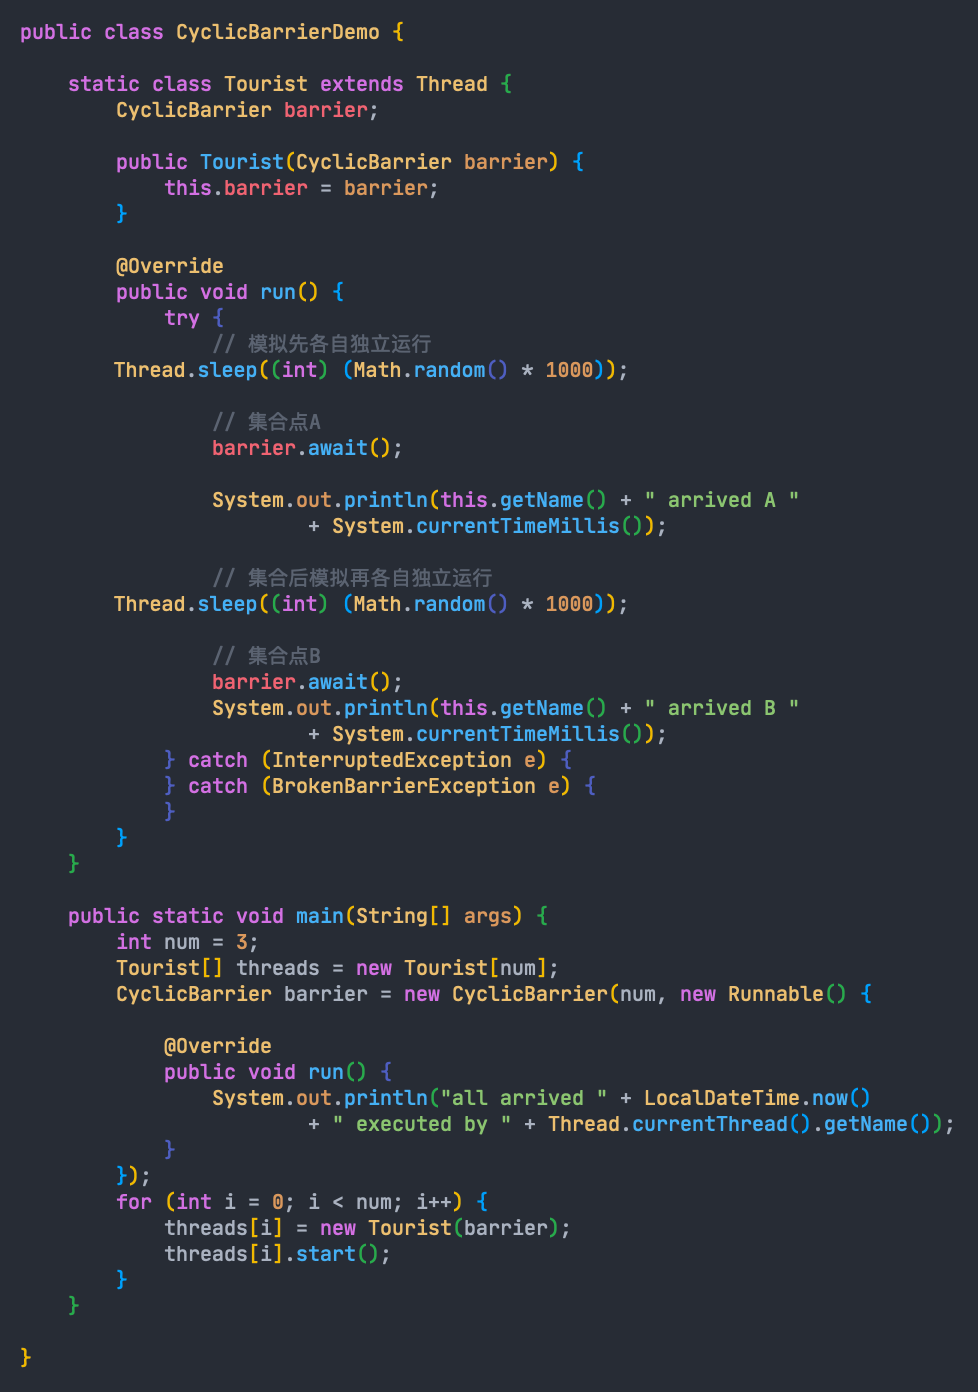 public class CyclicBarrierDemo {

    static class Tourist extends Thread {
        CyclicBarrier barrier;

        public Tourist(CyclicBarrier barrier) {
            this.barrier = barrier;
        }

        @Override
        public void run() {
            try {
                // 模拟先各自独立运行
        Thread.sleep((int) (Math.random() * 1000));

                // 集合点A
                barrier.await();

                System.out.println(this.getName() + " arrived A "
                        + System.currentTimeMillis());

                // 集合后模拟再各自独立运行
        Thread.sleep((int) (Math.random() * 1000));

                // 集合点B
                barrier.await();
                System.out.println(this.getName() + " arrived B "
                        + System.currentTimeMillis());
            } catch (InterruptedException e) {
            } catch (BrokenBarrierException e) {
            }
        }
    }

    public static void main(String[] args) {
        int num = 3;
        Tourist[] threads = new Tourist[num];
        CyclicBarrier barrier = new CyclicBarrier(num, new Runnable() {

            @Override
            public void run() {
                System.out.println("all arrived " + LocalDateTime.now()
                        + " executed by " + Thread.currentThread().getName());
            }
        });
        for (int i = 0; i < num; i++) {
            threads[i] = new Tourist(barrier);
            threads[i].start();
        }
    }

}